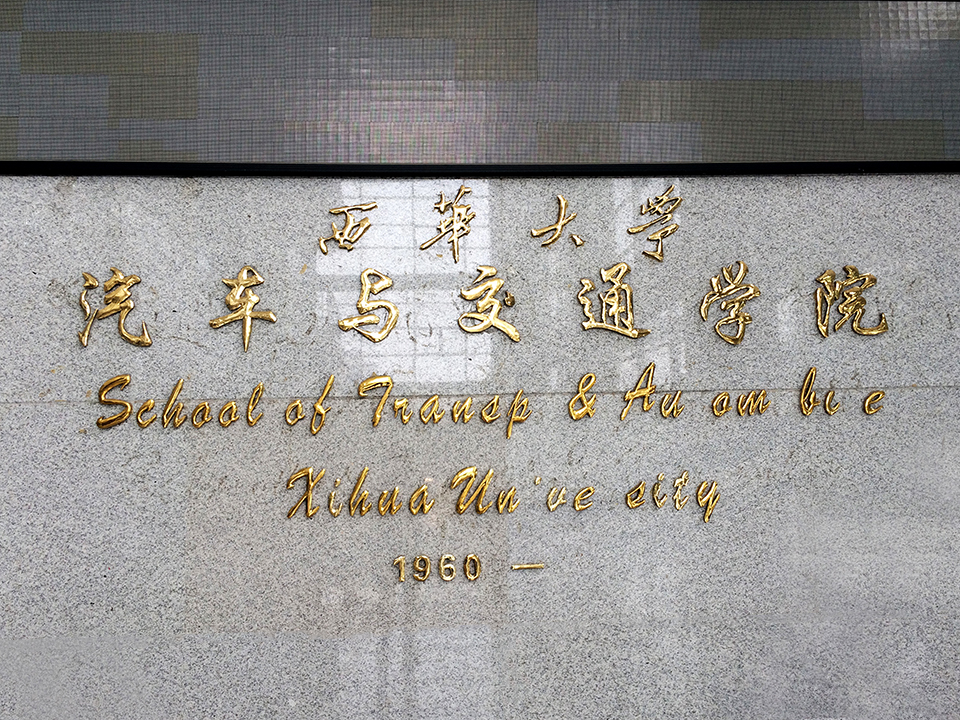 西華大學
汽车与交通学院
School of Transp & Au om bi e
Xihua Un ve sity
1960 —